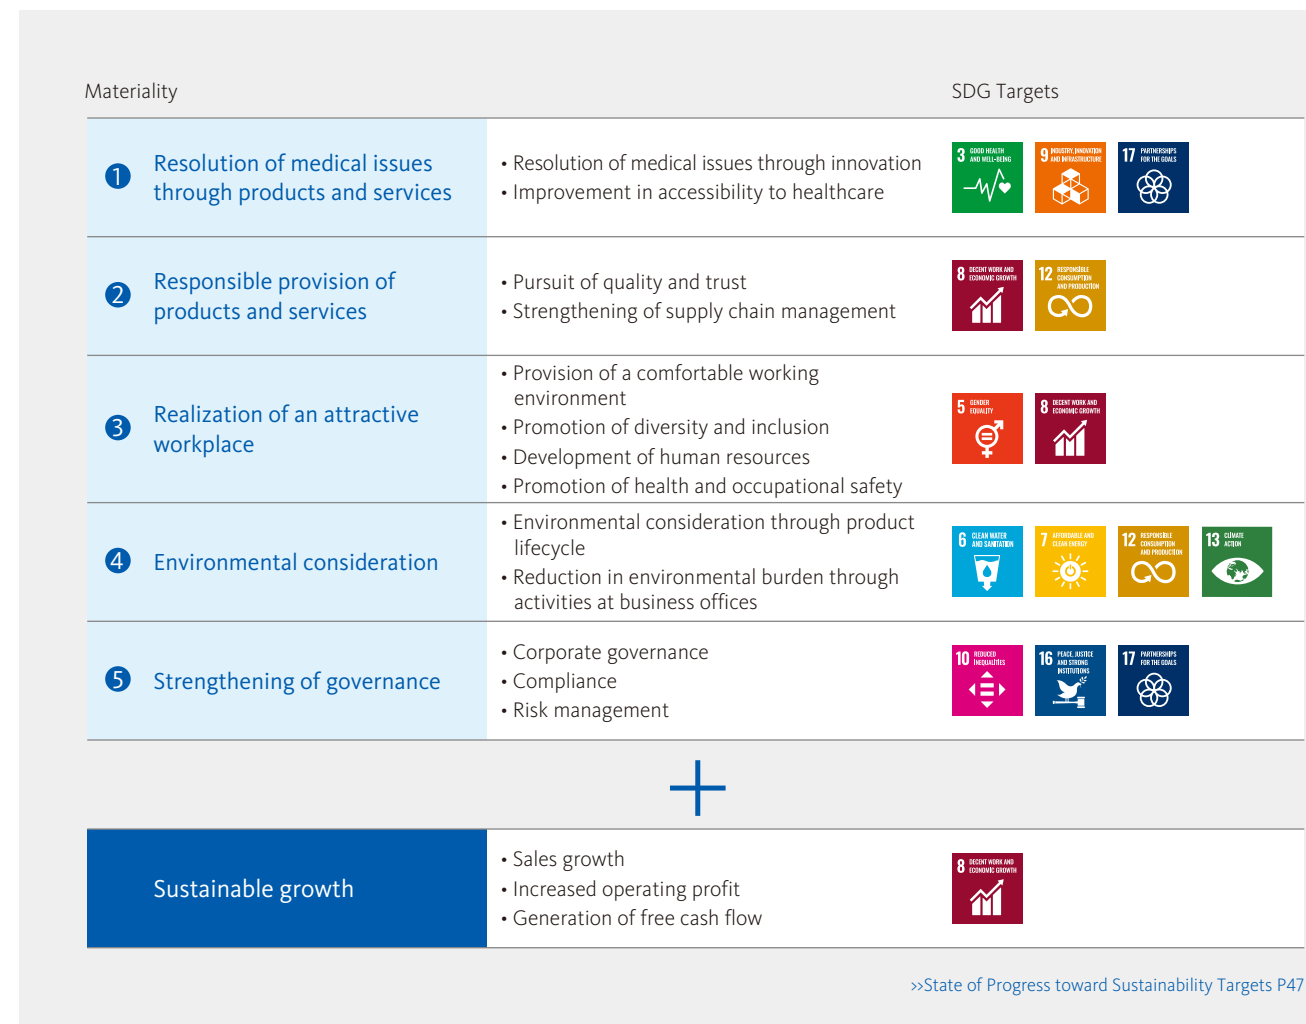 Materiality
SDG Targets
1
Resolution of medical issues
through products and services
• Resolution of medical issues through innovation
• Improvement in accessibility to healthcare
3 GOOD HEALTH
AND WELL-BEING
9 INDUSTRY, INNOVATION
AND INFRASTRUCTURE
17 PARTNERSHIPS
FOR THE GOALS
2
Responsible provision of
products and services
• Pursuit of quality and trust
• Strengthening of supply chain management
8 DECENT WORK AND
ECONOMIC GROWTH
12 RESPONSIBLE
CONSUMPTION
AND PRODUCTION
3
Realization of an attractive
workplace
• Provision of a comfortable working
environment
• Promotion of diversity and inclusion
• Development of human resources
• Promotion of health and occupational safety
5 GENDER
EQUALITY
8 DECENT WORK AND
ECONOMIC GROWTH
4
Environmental consideration
• Environmental consideration through product
lifecycle
• Reduction in environmental burden through
activities at business offices
6 CLEAN WATER
AND SANITATION
7 AFFORDABLE AND
CLEAN ENERGY
12 RESPONSIBLE
CONSUMPTION
AND PRODUCTION
13 CLIMATE
ACTION
5
Strengthening of governance
• Corporate governance
• Compliance
• Risk management
10 REDUCED
INEQUALITIES
16 PEACE, JUSTICE
AND STRONG
INSTITUTIONS
17 PARTNERSHIPS
FOR THE GOALS
+
Sustainable growth
• Sales growth
• Increased operating profit
• Generation of free cash flow
8 DECENT WORK AND
ECONOMIC GROWTH
>>State of Progress toward Sustainability Targets P47